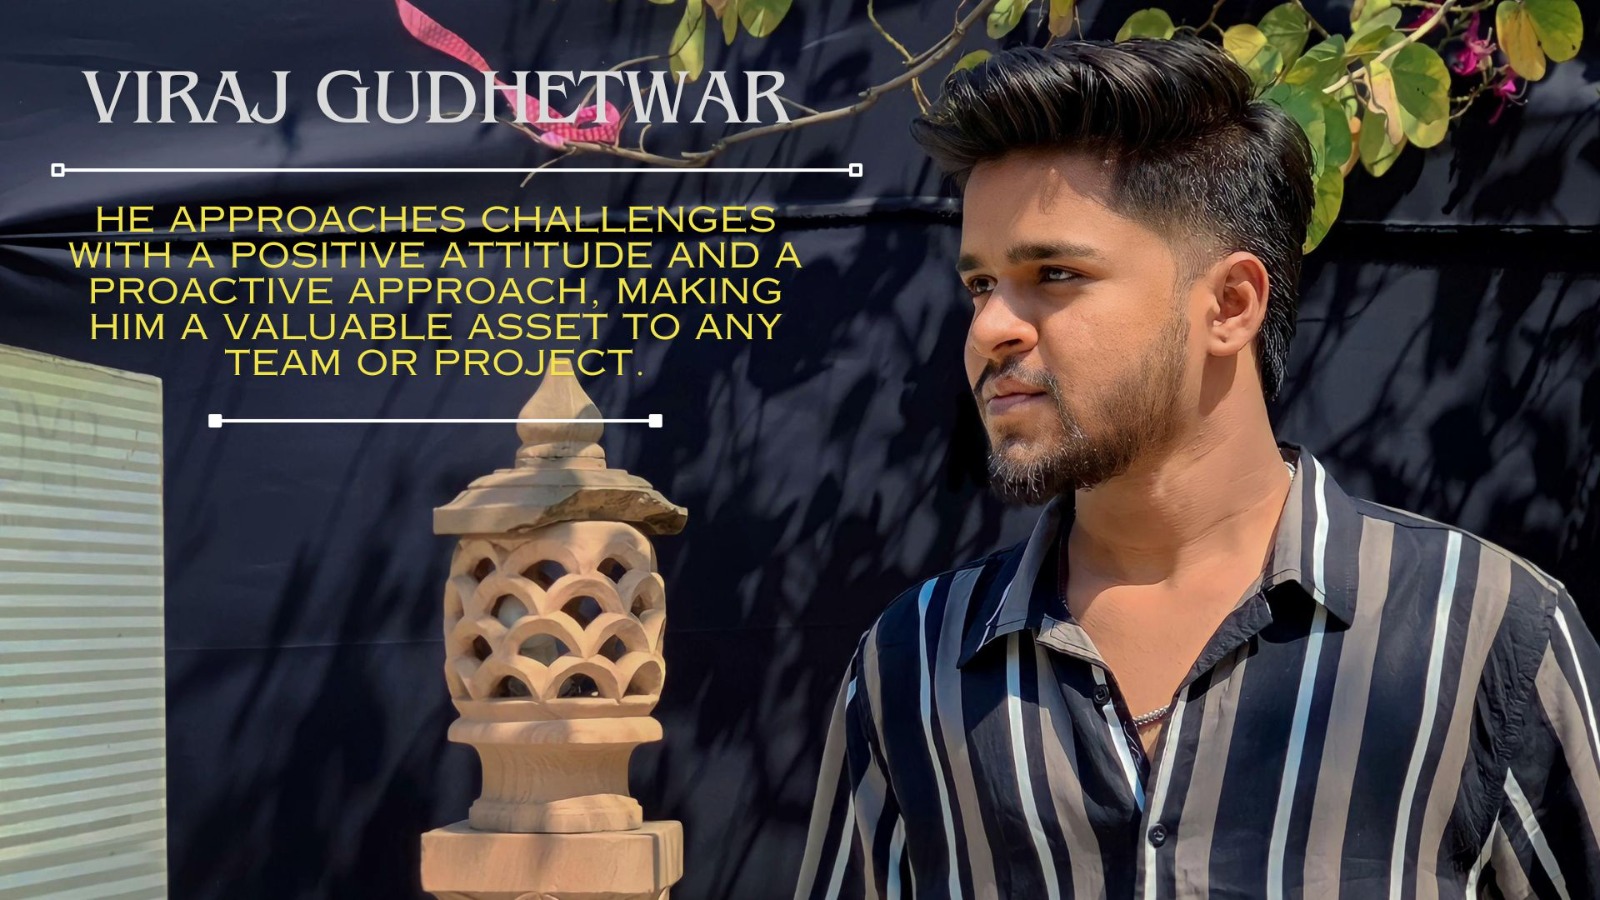 VIRAJ GUDHETWAR
HE APPROACHES CHALLENGES
WITH A POSITIVE ATTITUDE AND A
PROACTIVE APPROACH, MAKING
HIM A VALUABLE ASSET TO ANY
TEAM OR PROJECT.